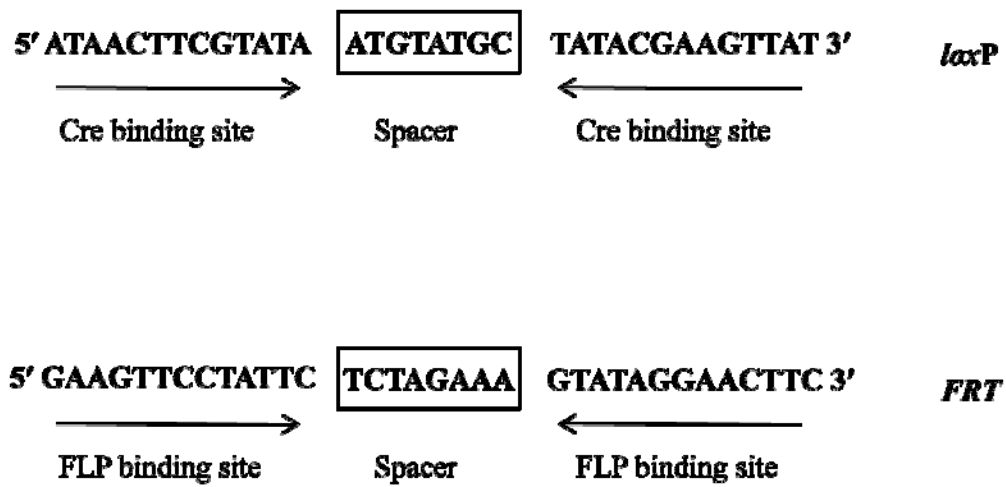 5′ ATAACTTCGTATA ATGTATGC TATACGAAGTTAT 3′ loxP
Cre binding site Spacer Cre binding site
5′ GAAGTTCCTATTC TCTAGAAA GTATAGGAACTTC 3′ FRT
FLP binding site Spacer FLP binding site